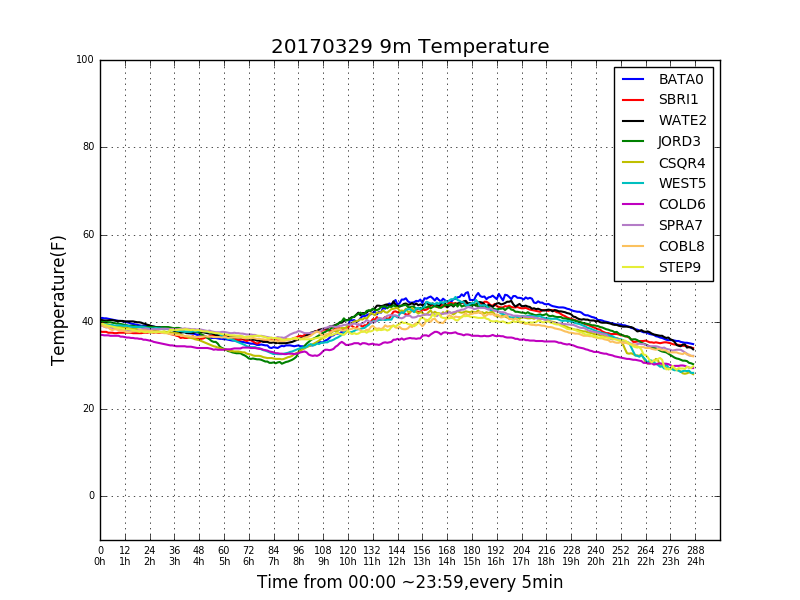 20170329 9m Temperature
100
80
60
40
20
0
Temperature(F)
BATA0
SBRI1
WATE2
JORD3
CSQR4
WEST5
COLD6
SPRA7
COBL8
STEP9
0 12 24 36 48 60 72 84 96 108 120 132 144 156 168 180 192 204 216 228 240 252 264 276 288
0h 1h 2h 3h 4h 5h 6h 7h 8h 9h 10h 11h 12h 13h 14h 15h 16h 17h 18h 19h 20h 21h 22h 23h 24h
Time from 00:00 ~23:59,every 5min